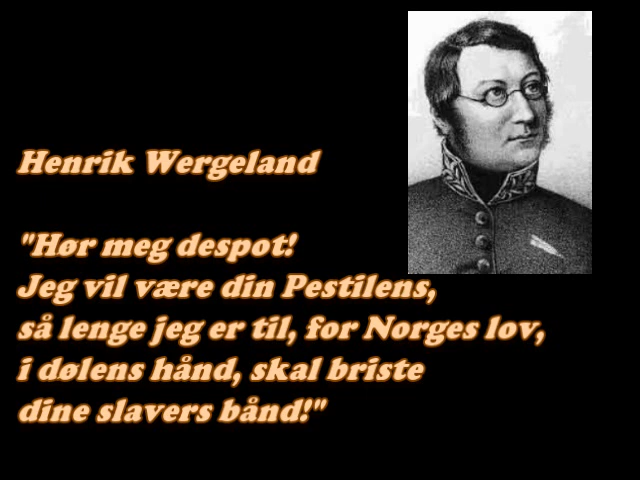 Henrik Wergeland
"Hør meg despot!
Jeg vil være din Pestilens,
så lenge jeg er til, for Norges lov,
i dølens hånd, skal briste
dine slavers bånd!"